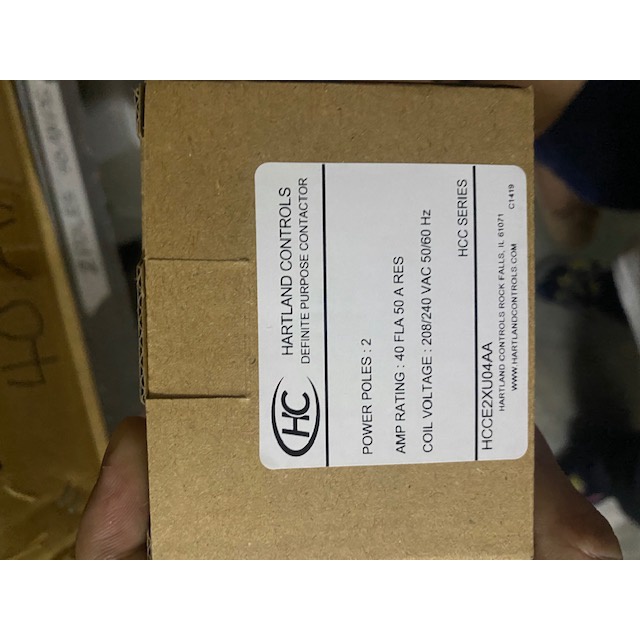 HC
HARTLAND CONTROLS
DEFINITE PURPOSE CONTACTOR
POWER POLES : 2
AMP RATING : 40 FLA 50 A RES
COIL VOLTAGE : 208/240 VAC 50/60 Hz
HCC SERIES
HCCE2XU04AA
HARTLAND CONTROLS ROCK FALLS, IL 61071
WWW.HARTLANDCONTROLS.COM
C1419